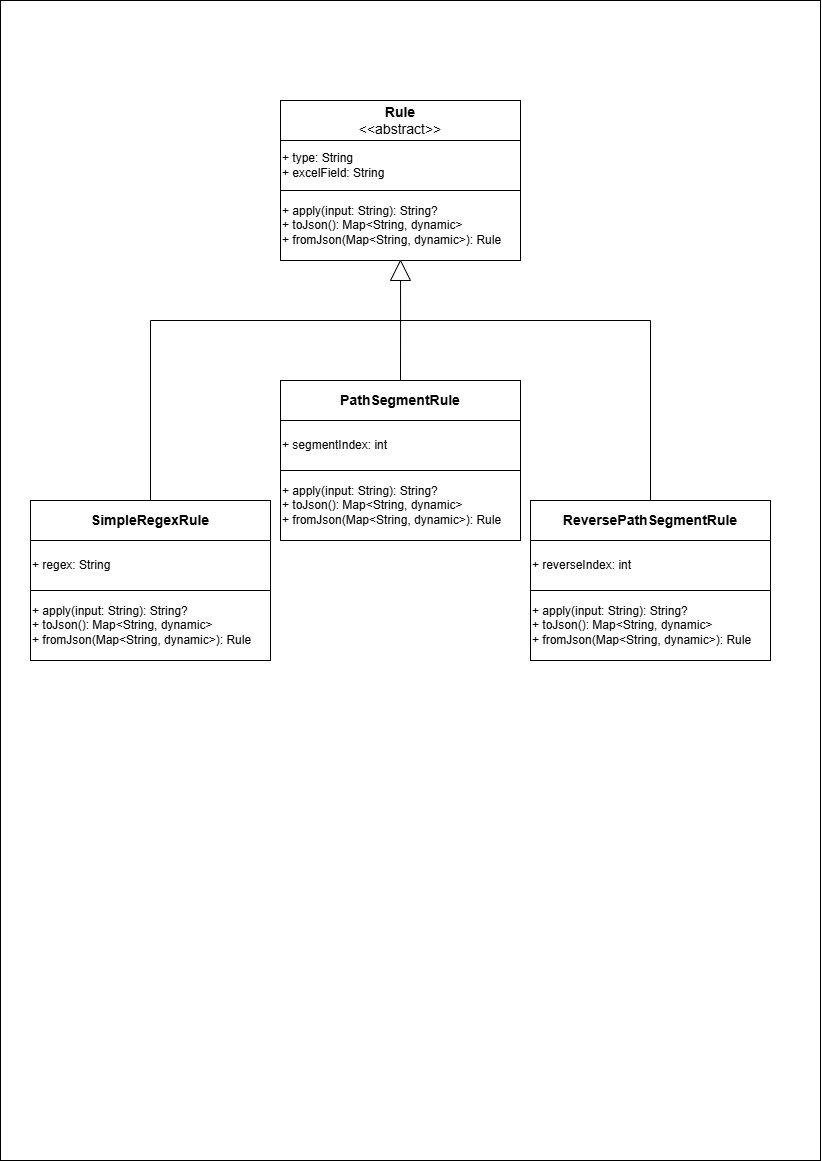 Rule
<<abstract>>
+ type: String
+ excelField: String
+ apply(input: String): String?
+ toJson(): Map<String, dynamic>
+ fromJson(Map<String, dynamic>): Rule
PathSegmentRule
+ segmentIndex: int
+ apply(input: String): String?
+ toJson(): Map<String, dynamic>
+ fromJson(Map<String, dynamic>): Rule
SimpleRegexRule
+ regex: String
+ apply(input: String): String?
+ toJson(): Map<String, dynamic>
+ fromJson(Map<String, dynamic>): Rule
ReversePathSegmentRule
+ reverseIndex: int
+ apply(input: String): String?
+ toJson(): Map<String, dynamic>
+ fromJson(Map<String, dynamic>): Rule